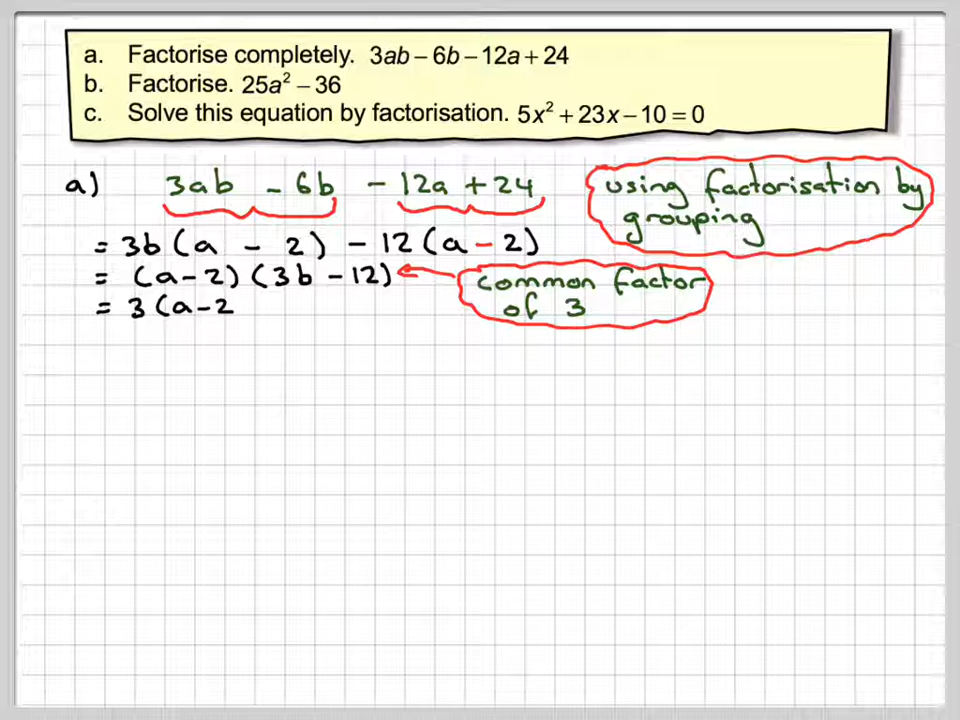 a. Factorise completely. 3ab – 6b – 12a + 24
b. Factorise. 25a² – 36
c. Solve this equation by factorisation. 5x² + 23x – 10 = 0
a) 3ab - 6b - 12a + 24
using factorisation by
grouping
= 3b(a - 2) - 12(a - 2)
= (a-2)(3b-12)
common factor
of 3
= 3(a-2